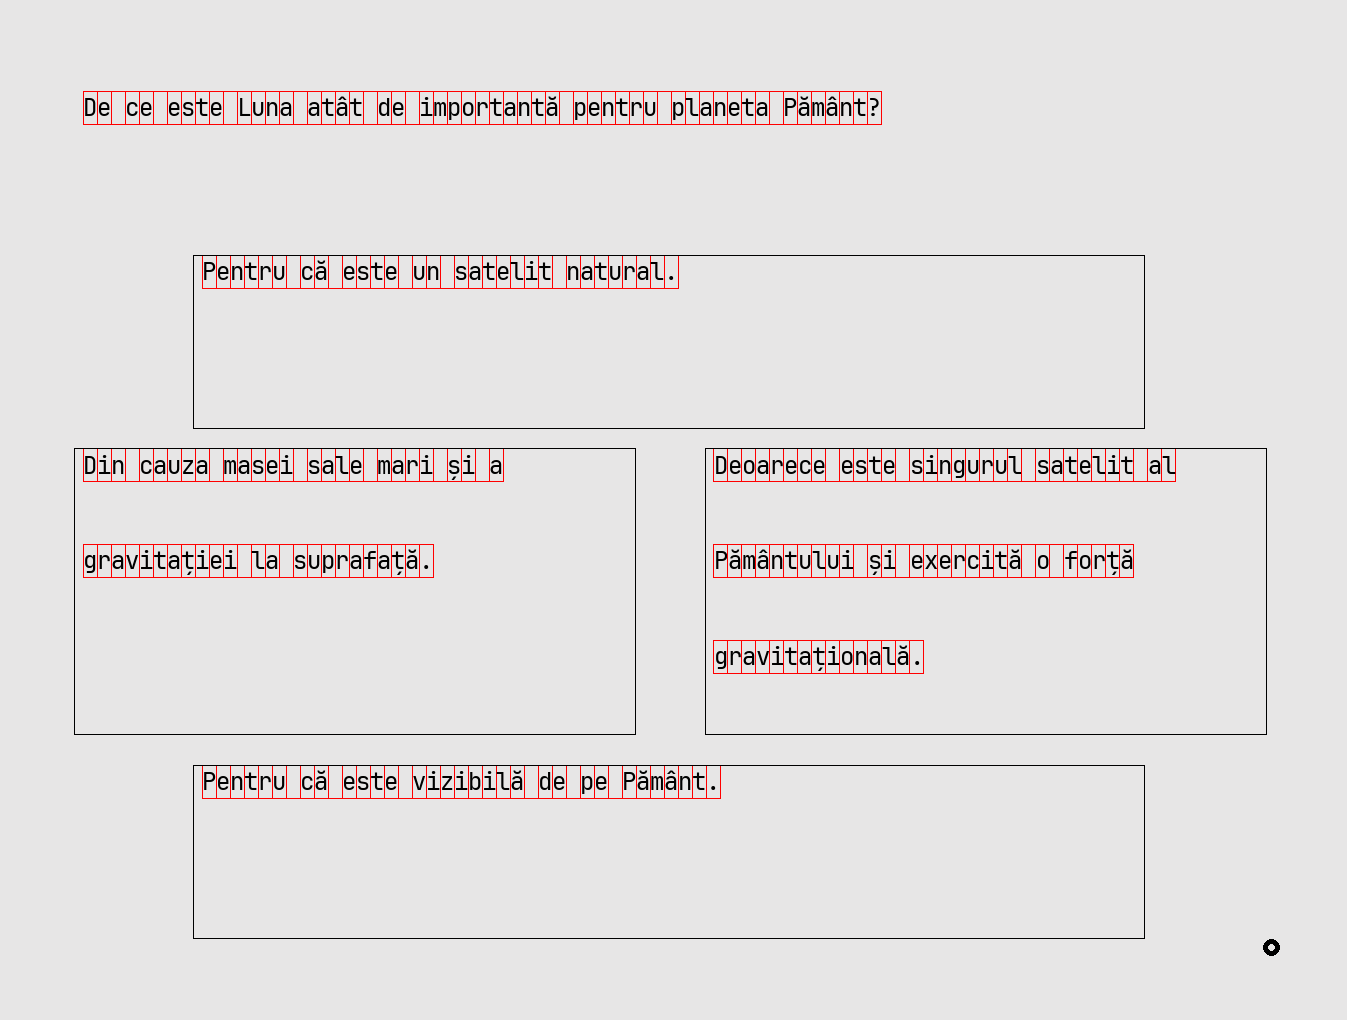 De ce este Luna atât de importantă pentru planeta Pământ?
Pentru că este un satelit natural.
Din cauza masei sale mari și a
gravitației la suprafață.
Deoarece este singurul satelit al
Pământului și exercită o forță
gravitațională.
Pentru că este vizibilă de pe Pământ.